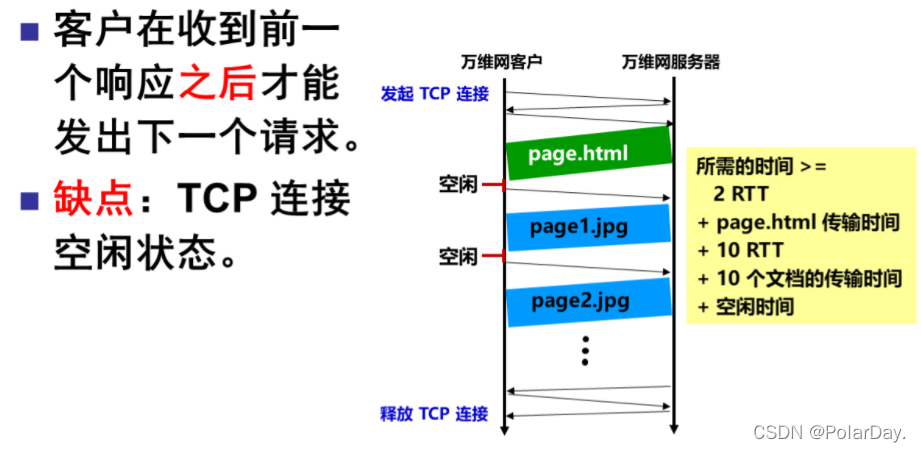 客户在收到前一
个响应之后才能
发出下一个请求。
缺点：TCP 连接
空闲状态。
万维网客户
万维网服务器
发起 TCP 连接
page.html
空闲
page1.jpg
空闲
page2.jpg
释放 TCP 连接
所需的时间 >=
2 RTT
+ page.html 传输时间
+ 10 RTT
+ 10 个文档的传输时间
+ 空闲时间
CSDN @PolarDay.